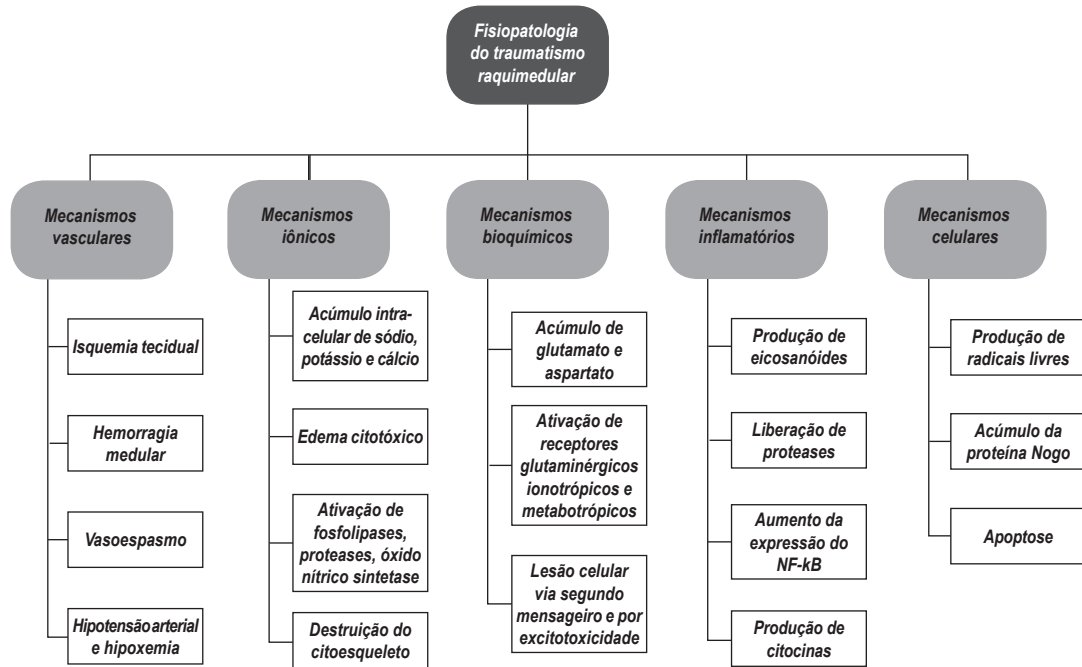 Fisiopatologia
do traumatismo
raquimedular
Mecanismos
vasculares
Mecanismos
iônicos
Mecanismos
bioquímicos
Mecanismos
inflamatórios
Mecanismos
celulares
Isquemia tecidual
Hemorragia
medular
Vasoespasmo
Hipotensão arterial
e hipoxemia
Acúmulo intra-
celular de sódio,
potássio e cálcio
Edema citotóxico
Ativação de
fosfolipases,
proteases, óxido
nítrico sintetase
Destruição do
citoesqueleto
Acúmulo de
glutamato e
aspartato
Ativação de
receptores
glutaminérgicos
ionotrópicos e
metabotrópicos
Lesão celular
via segundo
mensageiro e por
excitotoxicidade
Produção de
eicosanóides
Liberação de
proteases
Aumento da
expressão do
NF-kB
Produção de
citocinas
Produção de
radicais livres
Acúmulo da
proteína Nogo
Apoptose